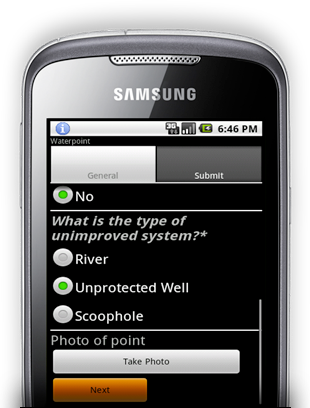 SAMSUNG
3G 6:46 PM
Waterpoint
General Submit
No
What is the type of
unimproved system?*
River
Unprotected Well
Scoophole
Photo of point
Take Photo
Next